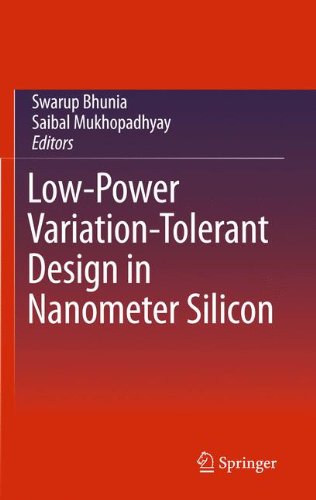 Swarup Bhunia
Saibal Mukhopadhyay
Editors
Low-Power
Variation-Tolerant
Design in
Nanometer Silicon
Springer